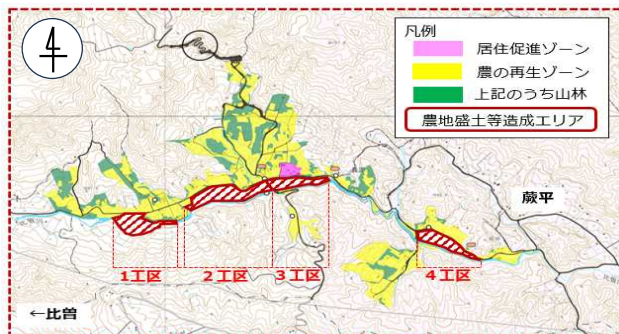 凡例
居住促進ゾーン
農の再生ゾーン
上記のうち山林
農地盛土等造成エリア
蕨平
1工区
2工区
3工区
4工区
←比曽